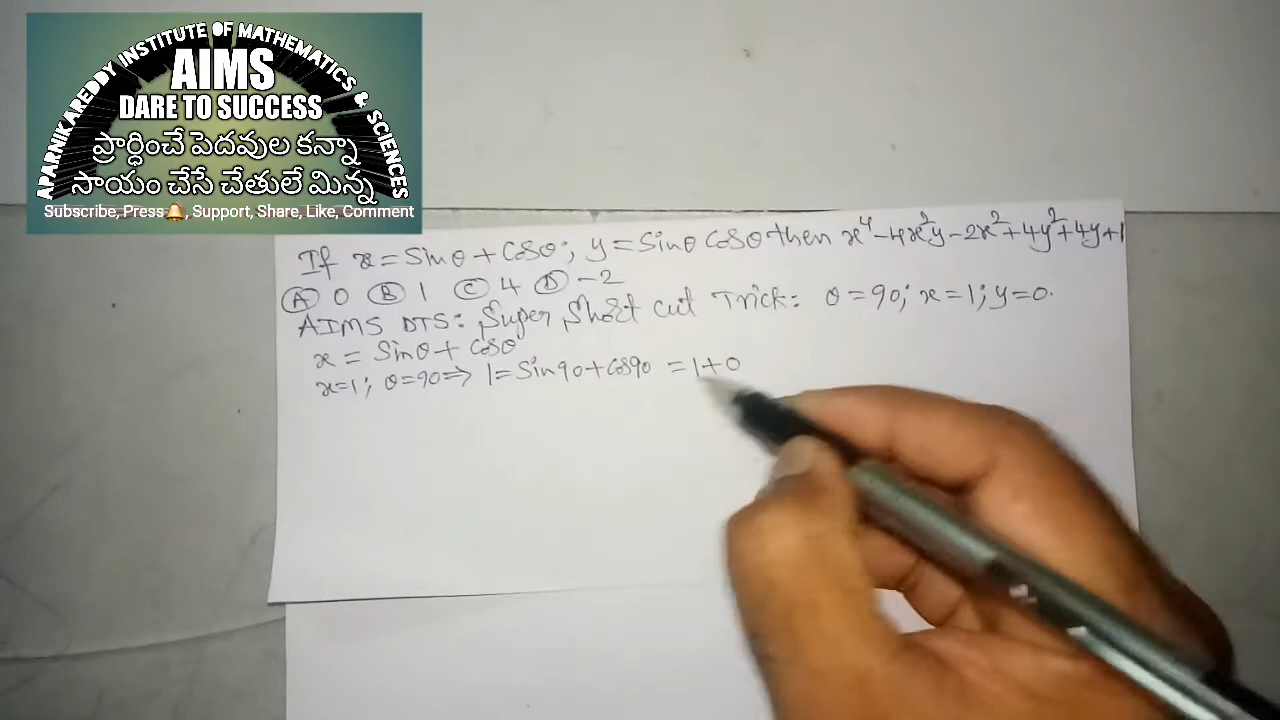 APARNIKAREDDY INSTITUTE OF MATHEMATICS & SCIENCES
AIMS
DARE TO SUCCESS
ప్రార్ధించే పెదవుల కన్నా
సాయం చేసే చేతులే మిన్న
Subscribe, Press🔔, Support, Share, Like, Comment
If x = Sinθ + Cosθ; y = Sinθ Cosθ then x⁴-4x²y-2x²+4y²+4y+1
Ⓐ 0 Ⓑ 1 Ⓒ 4 Ⓓ -2
AIMS DTS: Super Short cut Trick: θ=90; x=1; y=0.
x = Sinθ + Cosθ
x=1; θ=90 ⇒ 1 = Sin90 + Cos90 = 1+0